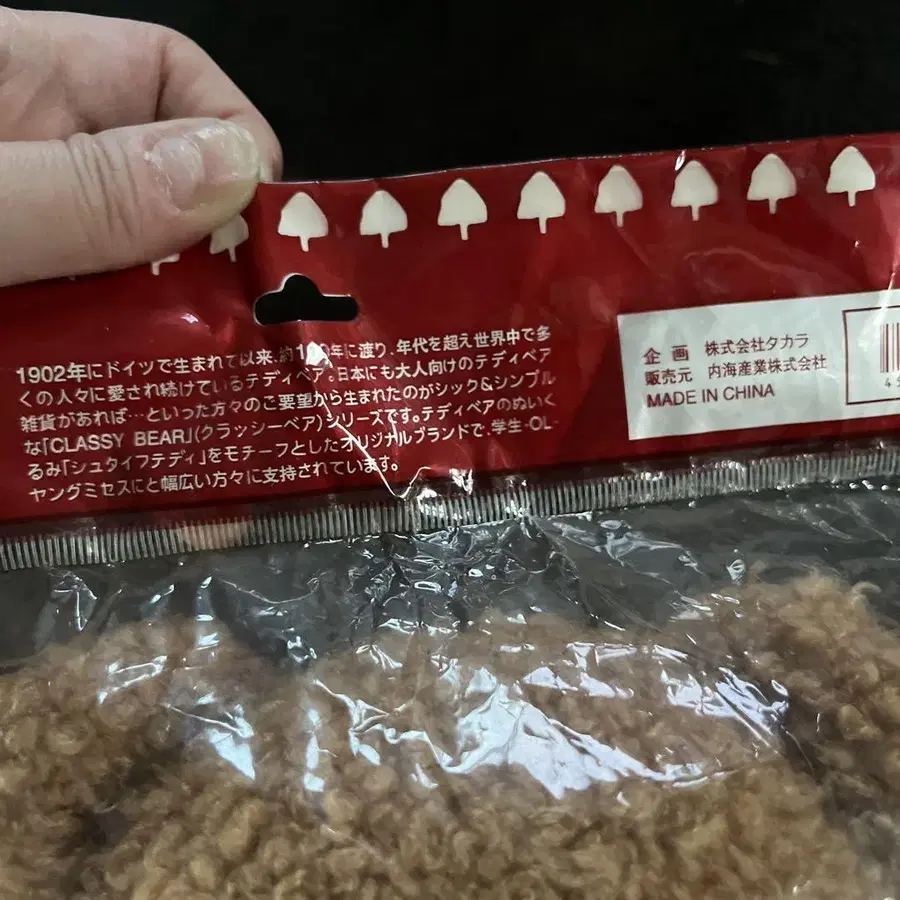 1902年にドイツで生まれて以来、約1 0年に渡り、年代を超え世界中で多
くの人々に愛され続けているテディベア。日本にも大人向けのテディベア
雑貨があれば…といった方々のご要望から生まれたのがシック&シンプル
な「CLASSY BEAR」(クラッシーベア)シリーズです。テディベアのぬいぐ
るみ「シュタイフテディ」をモチーフとしたオリジナルブランドで、学生・OL・
ヤングミセスにと幅広い方々に支持されています。
企画 株式会社タカラ
販売元 内海産業株式会社
MADE IN CHINA